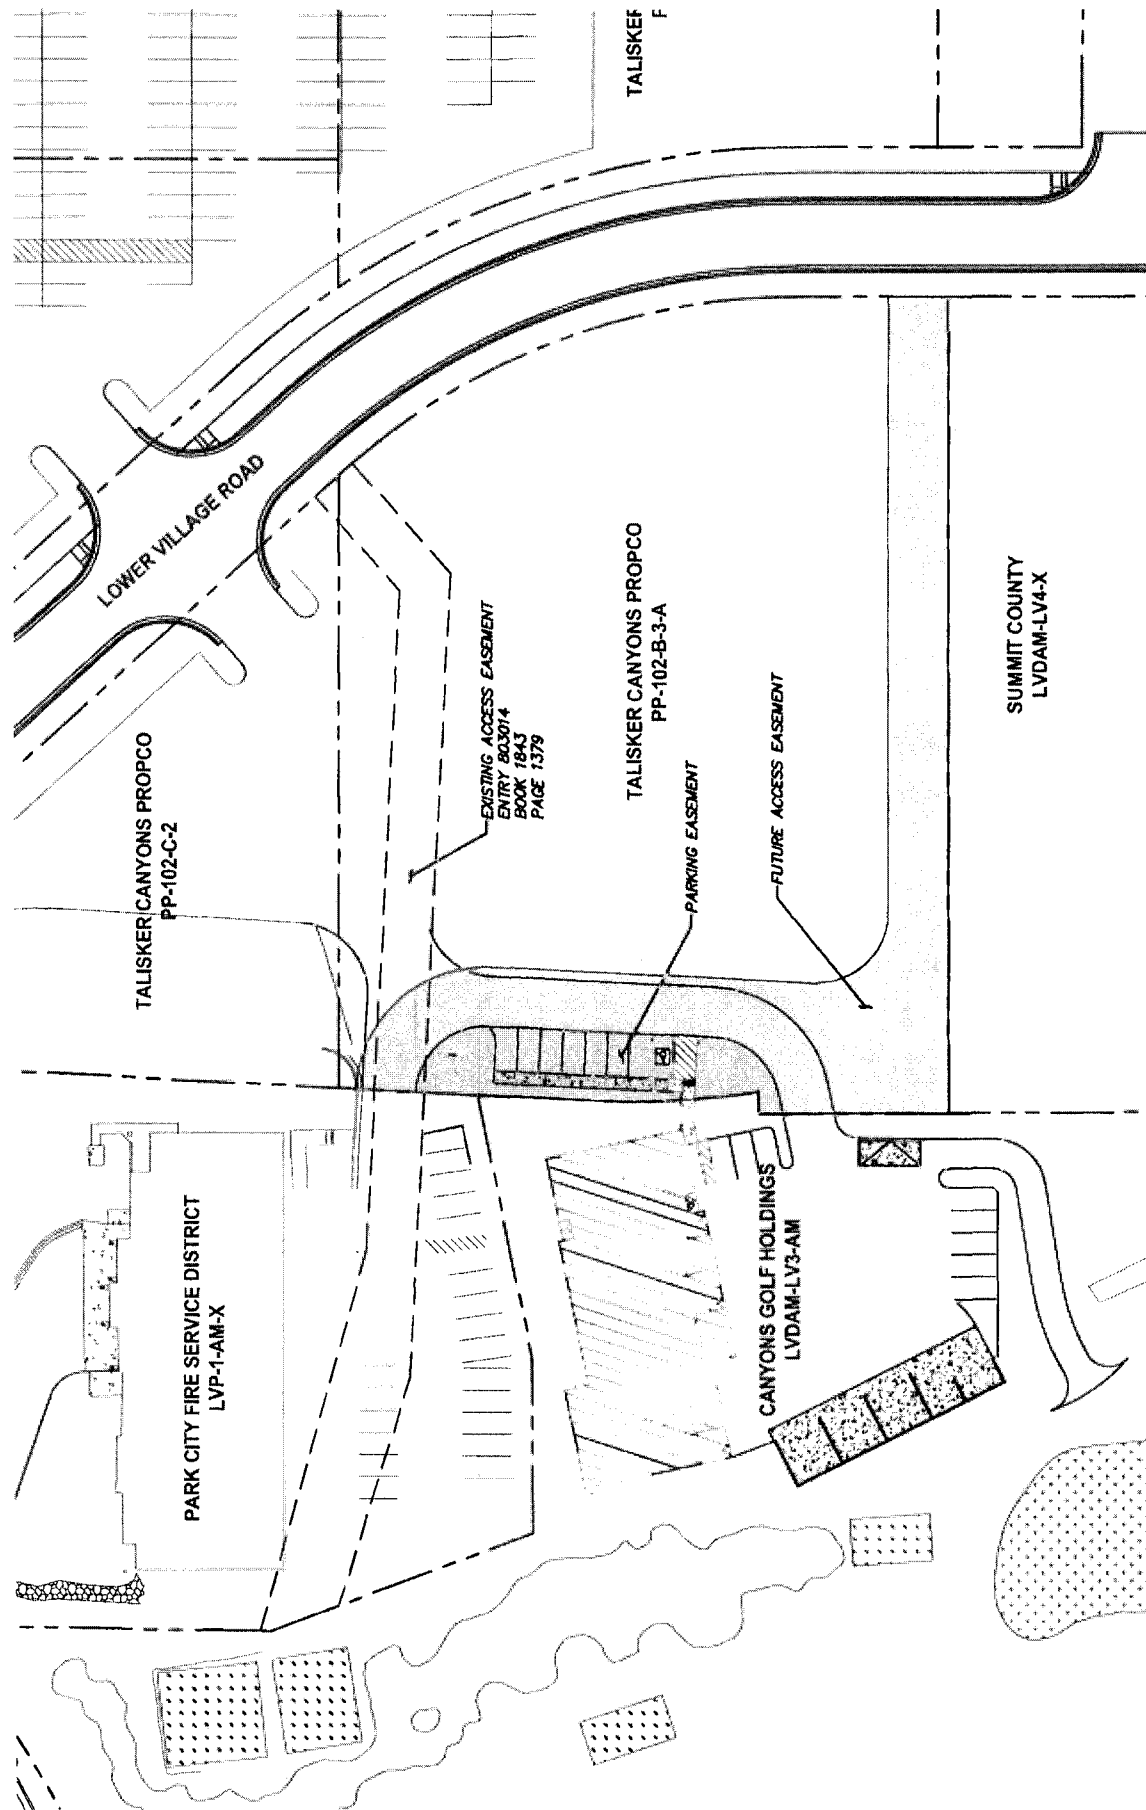 TALISKER
LOWER VILLAGE ROAD
TALISKER CANYONS PROPCO
PP-102-C-2
EXISTING ACCESS EASEMENT
ENTRY 803014
BOOK 1843
PAGE 1379
TALISKER CANYONS PROPCO
PP-102-B-3-A
PARKING EASEMENT
FUTURE ACCESS EASEMENT
SUMMIT COUNTY
LVDAM-LV4-X
PARK CITY FIRE SERVICE DISTRICT
LVP-1-AM-X
CANYONS GOLF HOLDINGS
LVDAM-LV3-AM